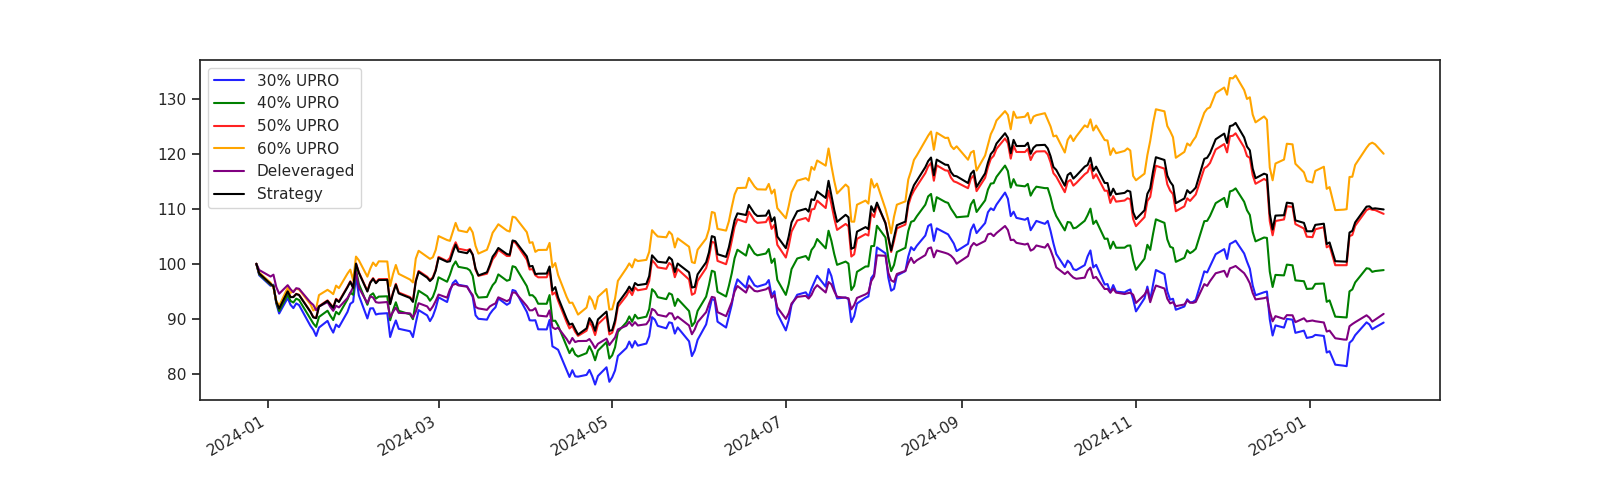 30% UPRO
40% UPRO
50% UPRO
60% UPRO
Deleveraged
Strategy
130
120
110
100
90
80
2024-01
2024-03
2024-05
2024-07
2024-09
2024-11
2025-01